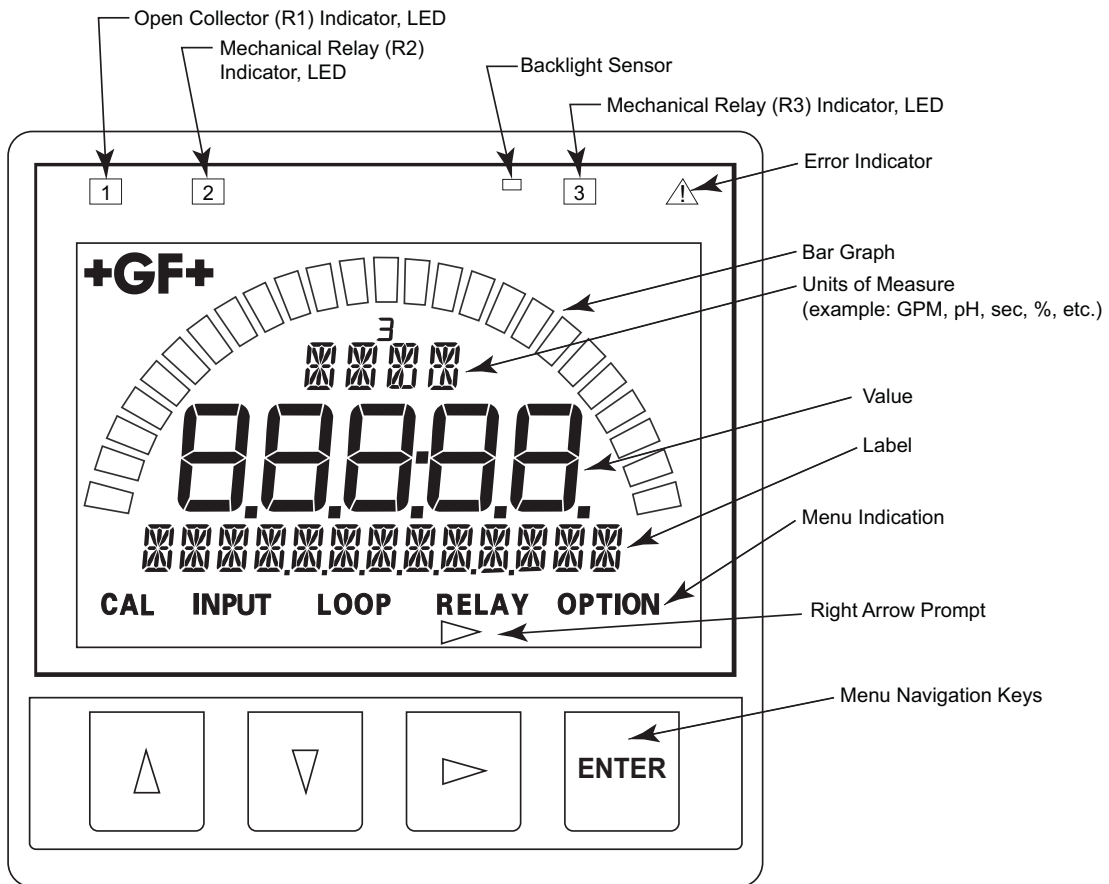 Open Collector (R1) Indicator, LED
Mechanical Relay (R2)
Indicator, LED
Backlight Sensor
Mechanical Relay (R3) Indicator, LED
Error Indicator
1
2
3
!
+GF+
Bar Graph
Units of Measure
(example: GPM, pH, sec, %, etc.)
3
Value
88888.
Label
Menu Indication
CAL INPUT LOOP RELAY OPTION
Right Arrow Prompt
Menu Navigation Keys
ENTER